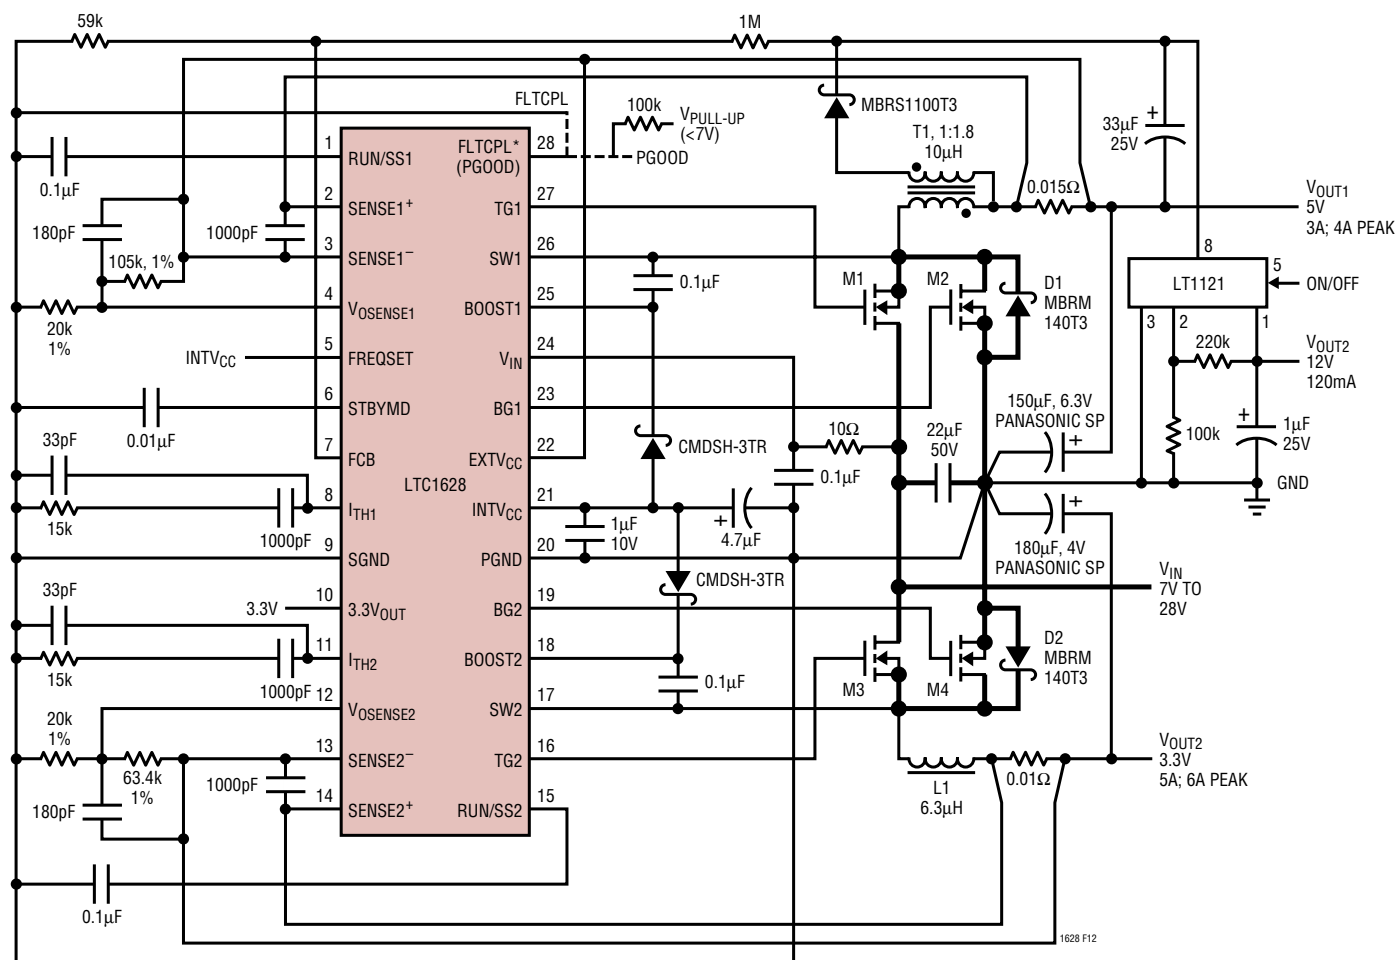 59k
1M
FLTCPL
100k
VPULL-UP
(<7V)
PGOOD
MBRS1100T3
T1, 1:1.8
10µH
33µF
25V
0.015Ω
VOUT1
5V
3A; 4A PEAK
1
RUN/SS1
28
FLTCPL*
(PGOOD)
0.1µF
2
SENSE1+
27
TG1
180pF
1000pF
3
SENSE1−
26
SW1
105k, 1%
0.1µF
M1
M2
D1
MBRM
140T3
8
LT1121
5
ON/OFF
3
2
1
20k
1%
4
VOSENSE1
25
BOOST1
INTVCC
5
FREQSET
24
VIN
220k
VOUT2
12V
120mA
6
STBYMD
23
BG1
0.01µF
150µF, 6.3V
PANASONIC SP
100k
1µF
25V
33pF
7
FCB
22
EXTVCC
CMDSH-3TR
10Ω
22µF
50V
0.1µF
GND
LTC1628
8
ITH1
21
INTVCC
15k
1000pF
1µF
10V
4.7µF
9
SGND
20
PGND
180µF, 4V
PANASONIC SP
33pF
CMDSH-3TR
VIN
7V TO
28V
3.3V
10
3.3VOUT
19
BG2
11
ITH2
18
BOOST2
15k
1000pF
0.1µF
M3
M4
D2
MBRM
140T3
12
VOSENSE2
17
SW2
20k
1%
63.4k
1%
13
SENSE2−
16
TG2
1000pF
180pF
14
SENSE2+
15
RUN/SS2
L1
6.3µH
0.01Ω
VOUT2
3.3V
5A; 6A PEAK
0.1µF
1628 F12